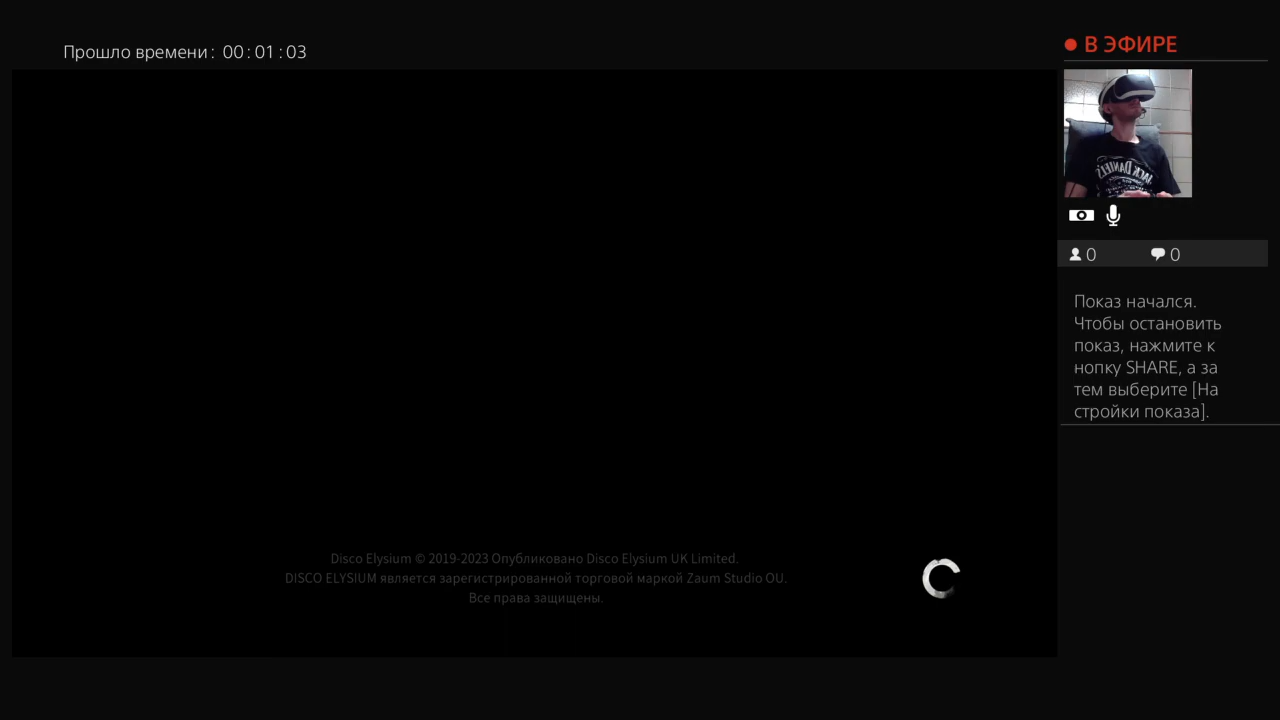 Прошло времени: 00:01:03
В ЭФИРЕ
JACK DANIEL'S
0 0
Показ начался.
Чтобы остановить
показ, нажмите к
нопку SHARE, а за
тем выберите [На
стройки показа].
Disco Elysium © 2019-2023 Опубликовано Disco Elysium UK Limited.
DISCO ELYSIUM является зарегистрированной торговой маркой Zaum Studio OU.
Все права защищены.